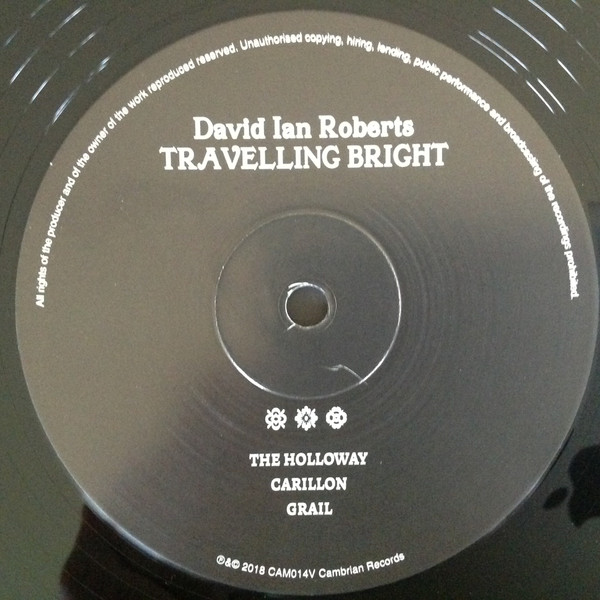 All rights of the producer and of the owner of the work reproduced reserved. Unauthorised copying, hiring, lending, public performance and broadcasting of the recordings prohibited.
David Ian Roberts
TRAVELLING BRIGHT
THE HOLLOWAY
CARILLON
GRAIL
℗&© 2018 CAM014V Cambrian Records